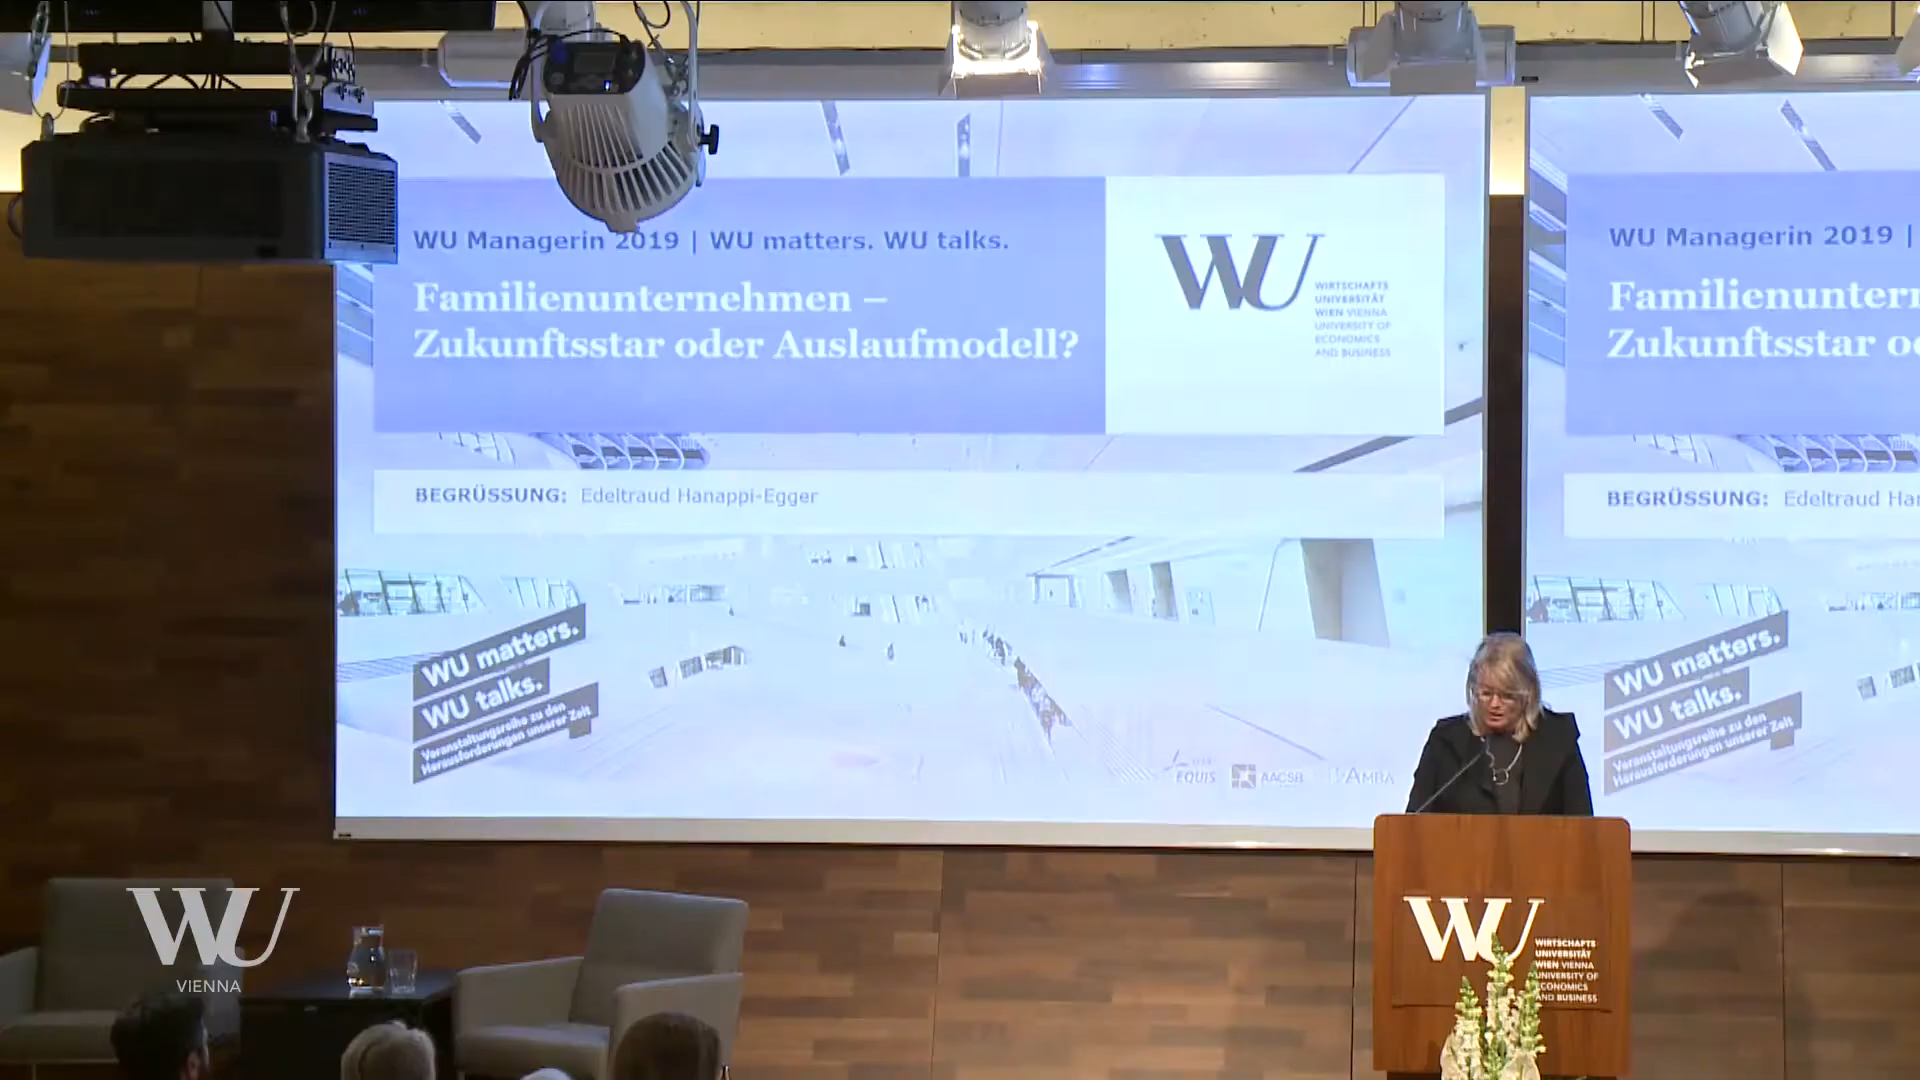 WU Managerin 2019 | WU matters. WU talks.
Familienunternehmen –
Zukunftsstar oder Auslaufmodell?
WU
WIRTSCHAFTS
UNIVERSITÄT
WIEN VIENNA
UNIVERSITY OF
ECONOMICS
AND BUSINESS
BEGRÜSSUNG: Edeltraud Hanappi-Egger
WU matters.
WU talks.
Veranstaltungsreihe zu den
Herausforderungen unserer Zeit
EQUIS
AACSB
AMBA
WU Managerin 2019 |
Familienuntern
Zukunftsstar o
BEGRÜSSUNG: Edeltraud Ha
WU matters.
WU talks.
Veranstaltungsreihe zu den
Herausforderungen unserer Zeit
WU
VIENNA
WU
WIRTSCHAFTS
UNIVERSITÄT
WIEN VIENNA
UNIVERSITY OF
ECONOMICS
AND BUSINESS